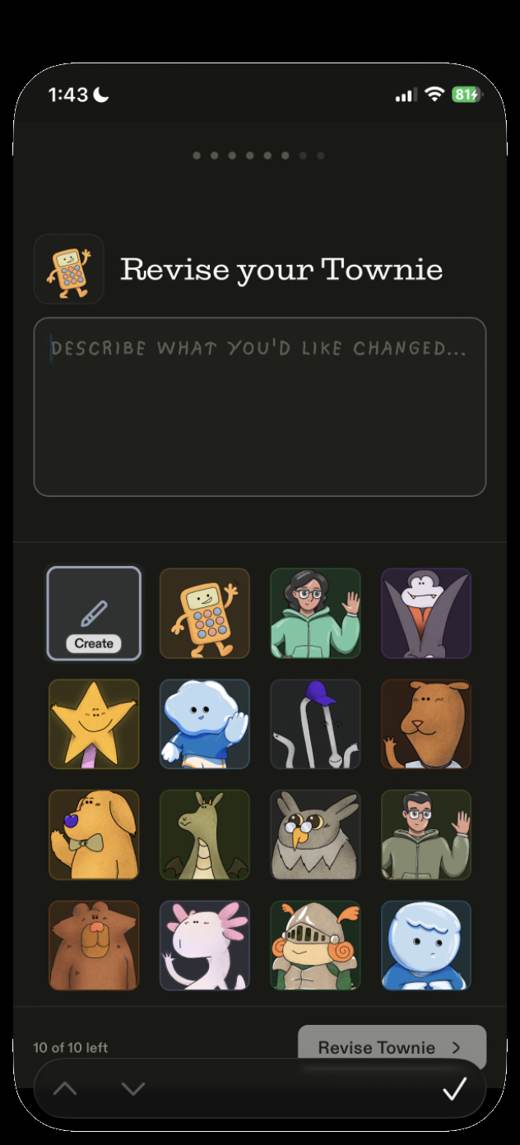 1:43
81
Revise your Townie
DESCRIBE WHAT YOU'D LIKE CHANGED...
Create
10 of 10 left
Revise Townie